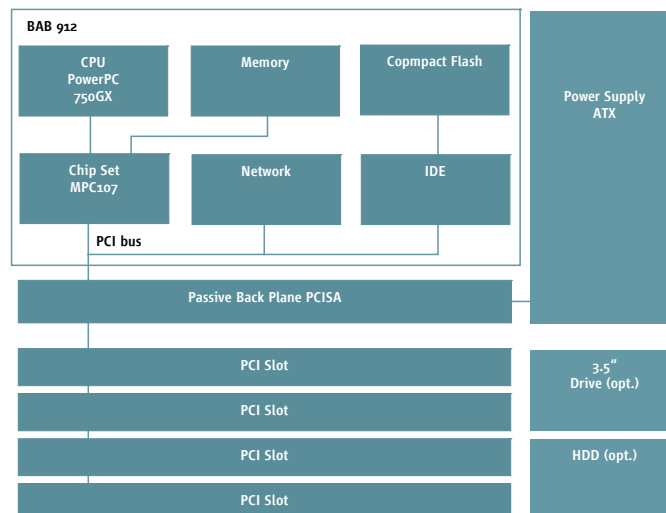 BAB 912
CPU
PowerPC
750GX
Memory
Copmpact Flash
Power Supply
ATX
Chip Set
MPC107
Network
IDE
PCI bus
Passive Back Plane PCISA
PCI Slot
3.5“
Drive (opt.)
PCI Slot
PCI Slot
HDD (opt.)
PCI Slot